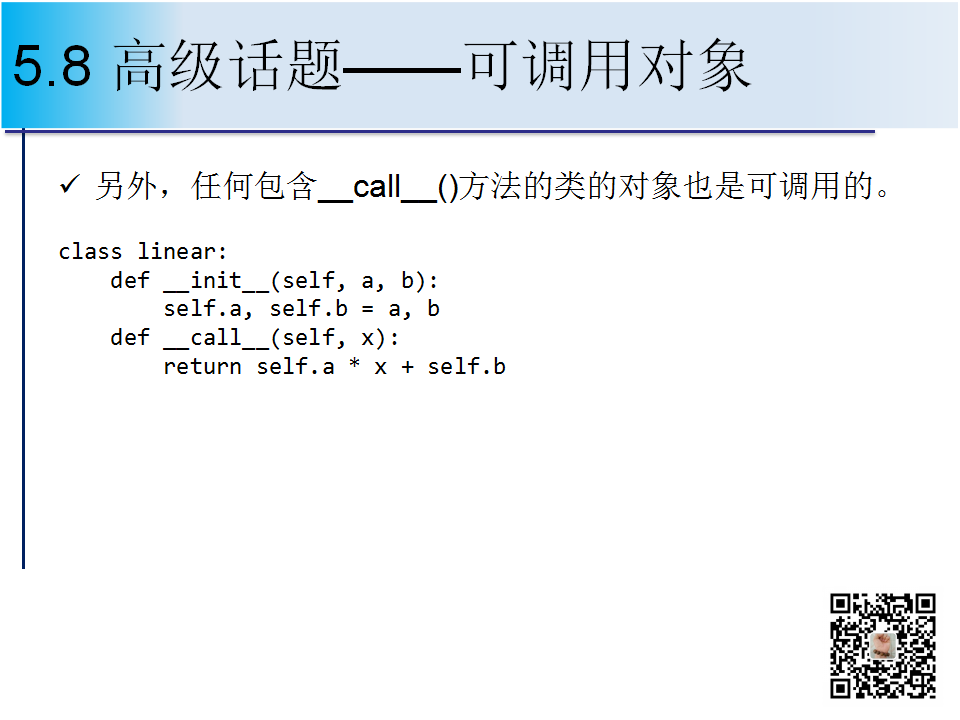 5.8 高级话题——可调用对象
✓ 另外，任何包含__call__()方法的类的对象也是可调用的。
class linear:
    def __init__(self, a, b):
        self.a, self.b = a, b
    def __call__(self, x):
        return self.a * x + self.b